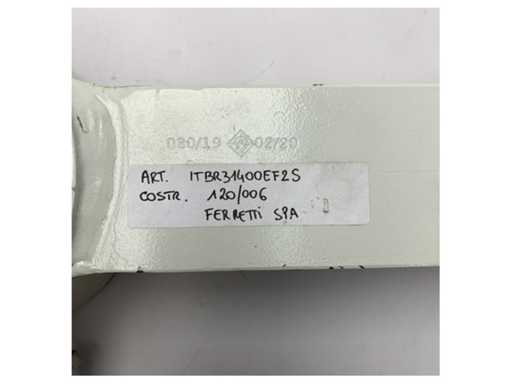 020/19 02/20
ART. ITBR31400EF2S
COSTR. 120/006
FERRETTI SPA